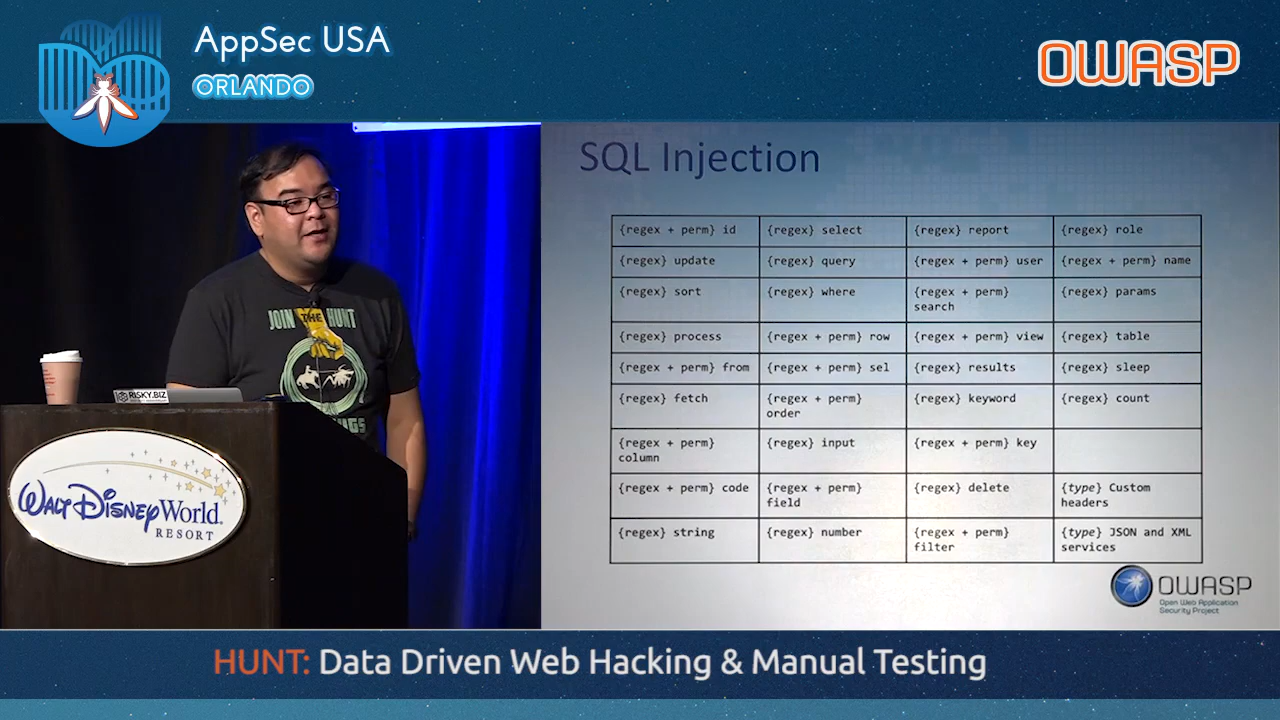 AppSec USA
ORLANDO
OWASP
JOIN THE HUNT
RISKY.BIZ
WALT DISNEY World.
RESORT
SQL Injection
{regex + perm} id
{regex} select
{regex} report
{regex} role
{regex} update
{regex} query
{regex + perm} user
{regex + perm} name
{regex} sort
{regex} where
{regex + perm}
search
{regex} params
{regex} process
{regex + perm} row
{regex + perm} view
{regex} table
{regex + perm} from
{regex + perm} sel
{regex} results
{regex} sleep
{regex} fetch
{regex + perm}
order
{regex} keyword
{regex} count
{regex + perm}
column
{regex} input
{regex + perm} key
{regex + perm} code
{regex + perm}
field
{regex} delete
{type} Custom
headers
{regex} string
{regex} number
{regex + perm}
filter
{type} JSON and XML
services
OWASP
Open Web Application
Security Project
HUNT: Data Driven Web Hacking & Manual Testing